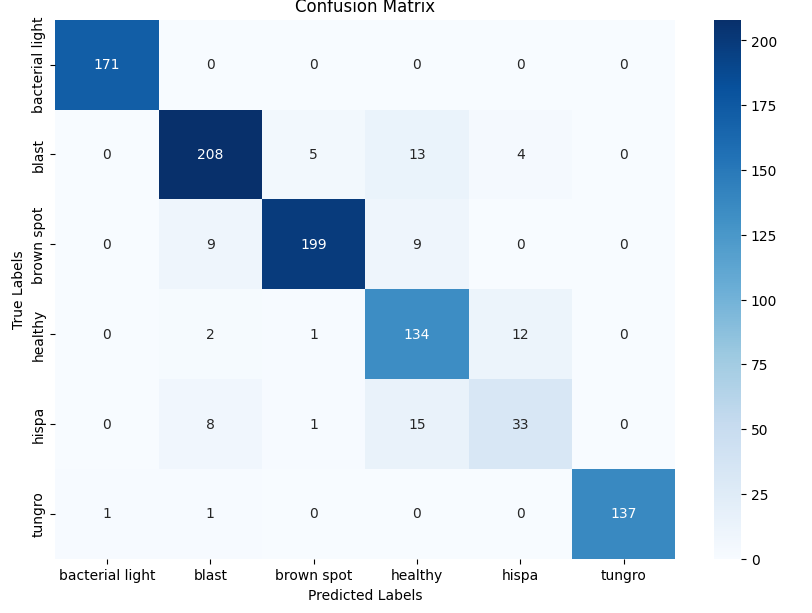 Confusion Matrix
True Labels
bacterial light 171 0 0 0 0 0
blast 0 208 5 13 4 0
brown spot 0 9 199 9 0 0
healthy 0 2 1 134 12 0
hispa 0 8 1 15 33 0
tungro 1 1 0 0 0 137
bacterial light blast brown spot healthy hispa tungro
Predicted Labels
200
175
150
125
100
75
50
25
0